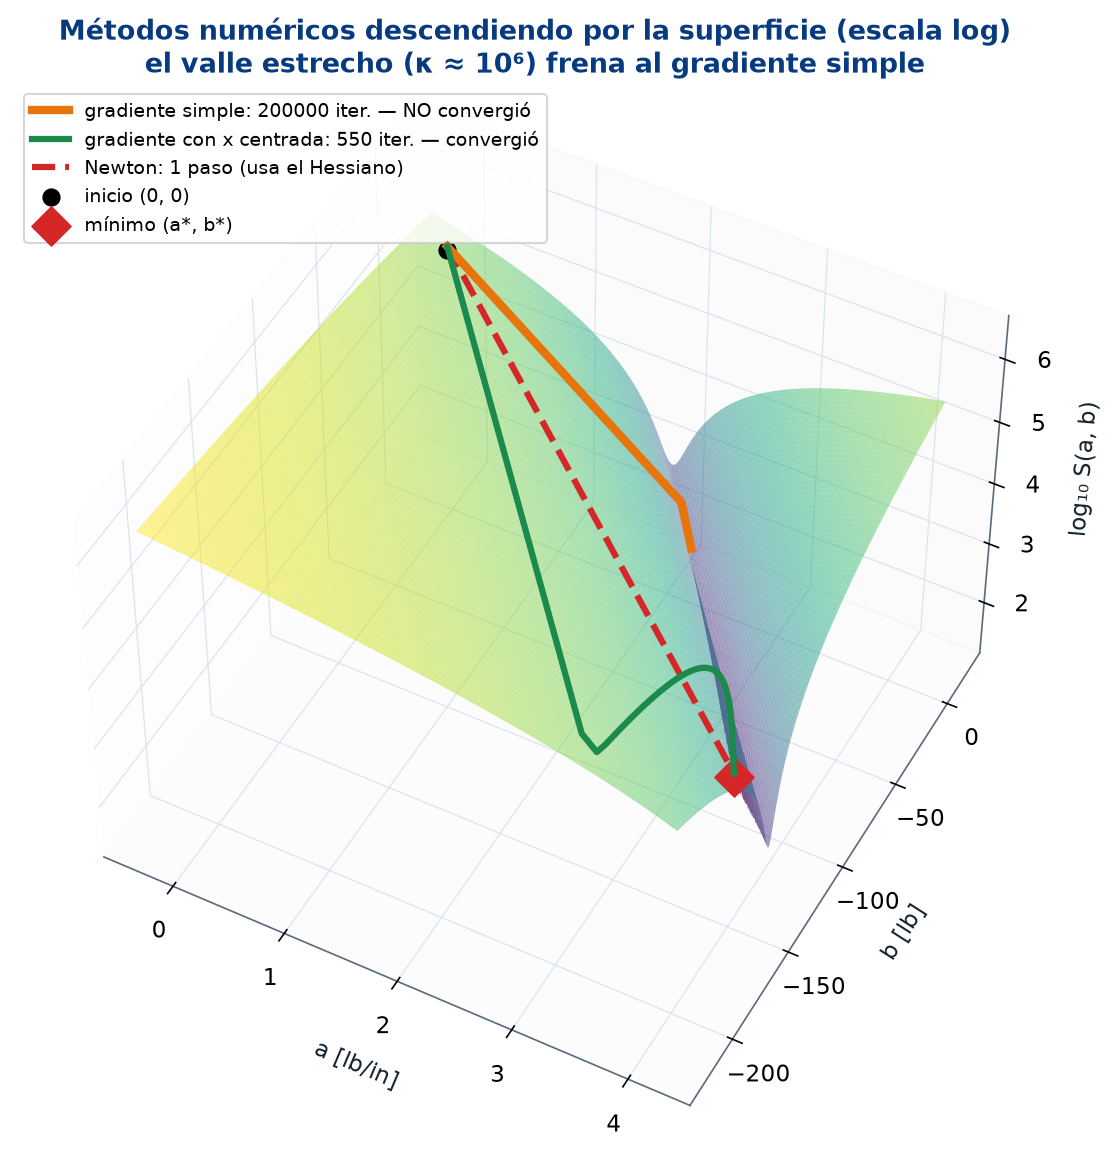 Métodos numéricos descendiendo por la superficie (escala log)
el valle estrecho (κ ≈ 10⁶) frena al gradiente simple
gradiente simple: 200000 iter. — NO convergió
gradiente con x centrada: 550 iter. — convergió
Newton: 1 paso (usa el Hessiano)
inicio (0, 0)
mínimo (a*, b*)
6
5
4
3
2
log₁₀ S(a, b)
0
−50
−100
−150
−200
b [lb]
0
1
2
3
4
a [lb/in]